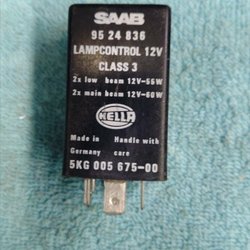 SAAB
95 24 836
LAMPCONTROL 12V
CLASS 3
2x low beam 12V-55W
2x main beam 12V-60W
HELLA
Made in Germany
Handle with care
5KG 005 675-00